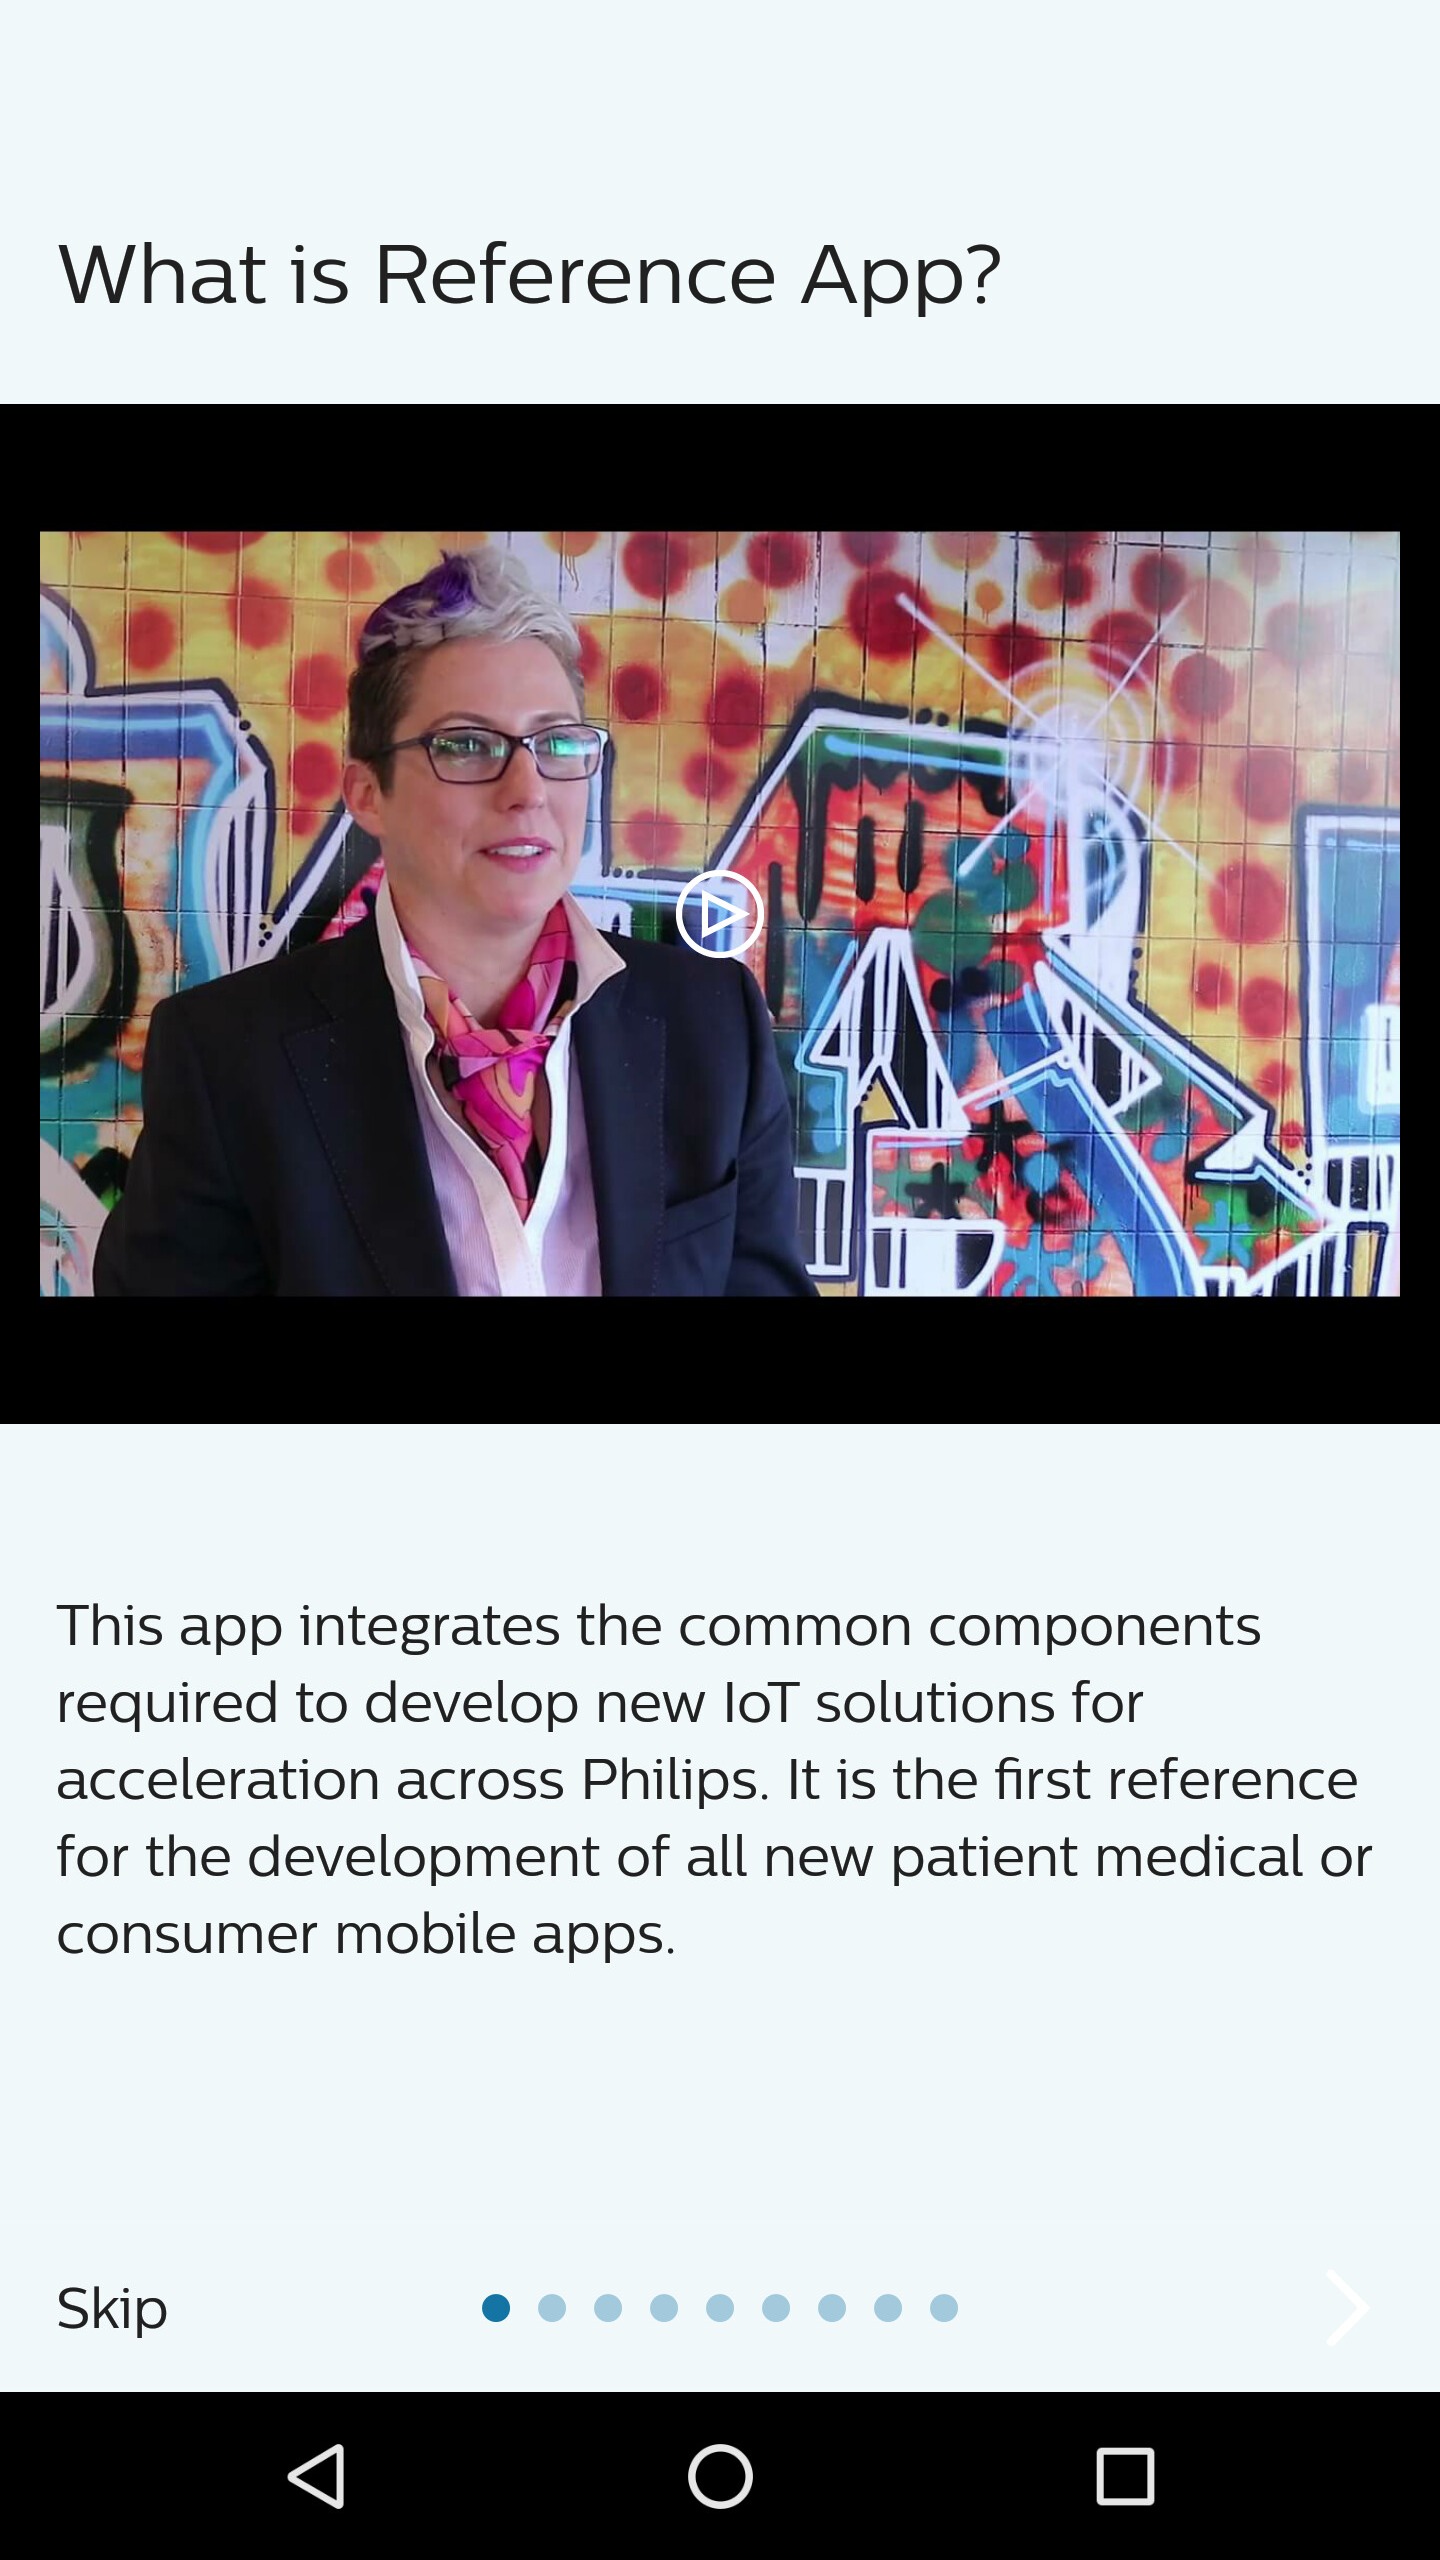 What is Reference App?
This app integrates the common components
required to develop new IoT solutions for
acceleration across Philips. It is the first reference
for the development of all new patient medical or
consumer mobile apps.
Skip